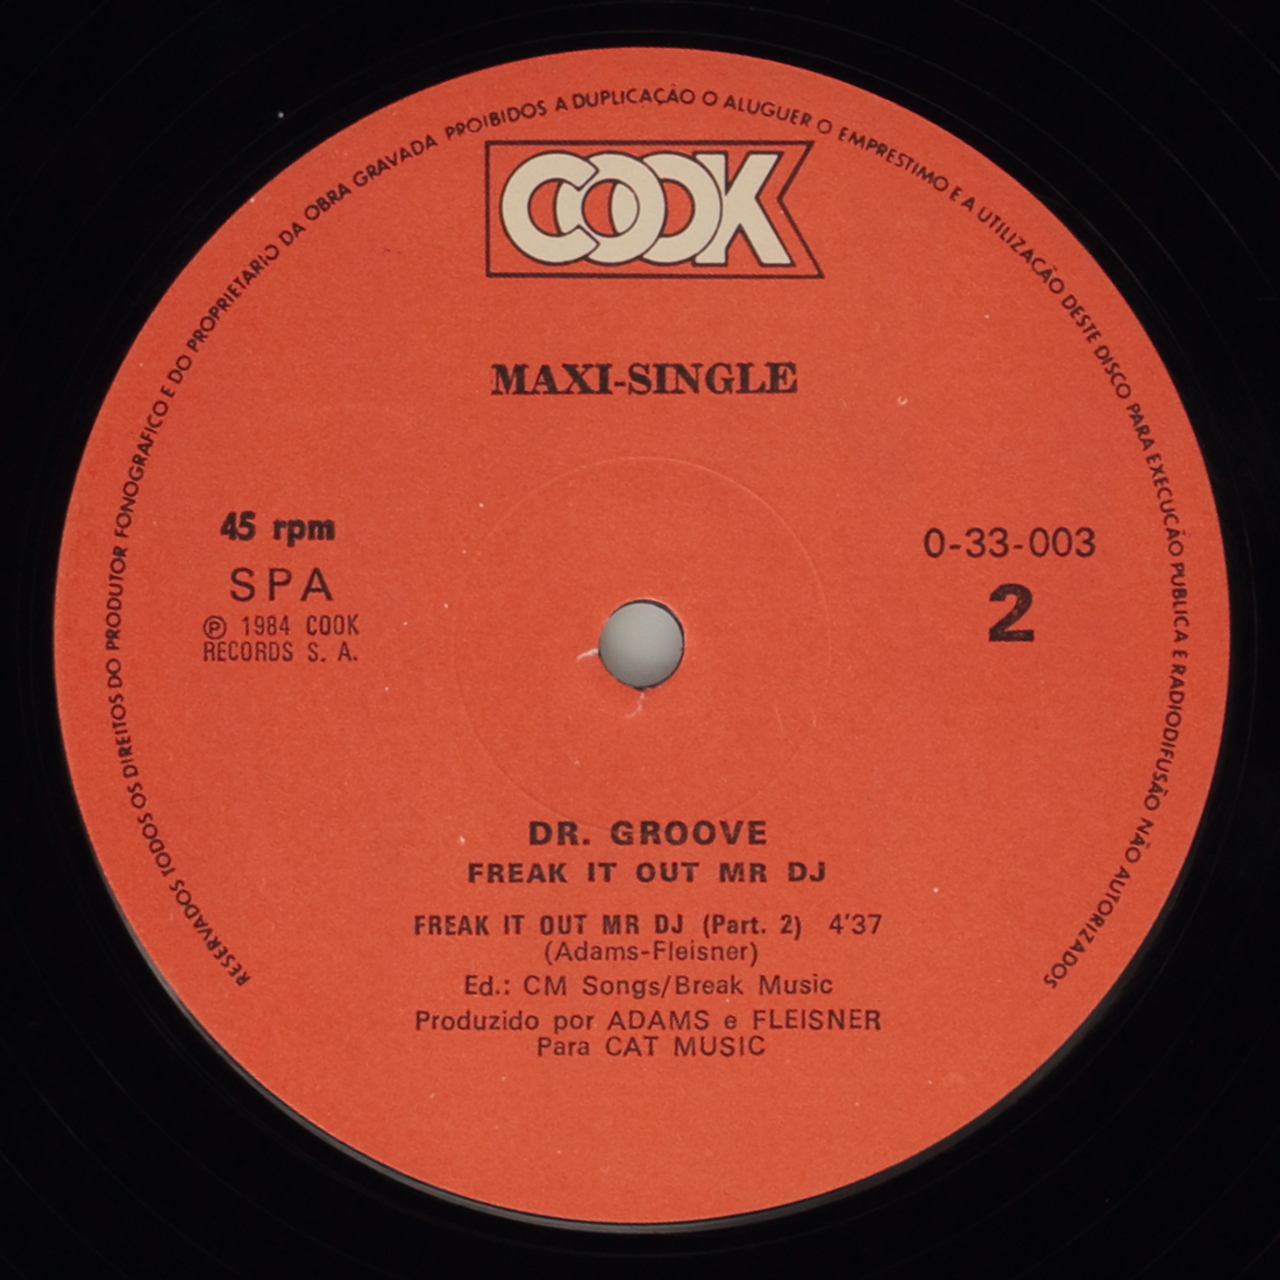 RESERVADOS TODOS OS DIREITOS DO PRODUTOR FONOGRAFICO E DO PROPRIETARIO DA OBRA GRAVADA PROIBIDOS A DUPLICAÇÃO O ALUGUER O EMPRESTIMO E A UTILIZAÇÃO DESTE DISCO PARA EXECUÇÃO PUBLICA E RADIODIFUSÃO NÃO AUTORIZADOS
COOK
MAXI-SINGLE
45 rpm
SPA
℗ 1984 COOK
RECORDS S. A.
0-33-003
2
DR. GROOVE
FREAK IT OUT MR DJ
FREAK IT OUT MR DJ (Part. 2) 4'37
(Adams-Fleisner)
Ed.: CM Songs/Break Music
Produzido por ADAMS e FLEISNER
Para CAT MUSIC